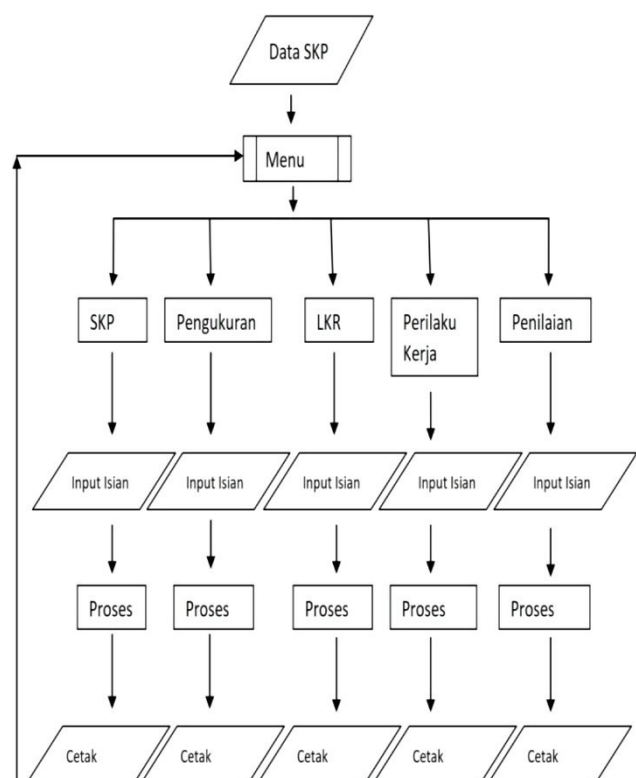 Data SKP
Menu
SKP
Pengukuran
LKR
Perilaku
Kerja
Penilaian
Input Isian
Input Isian
Input Isian
Input Isian
Input Isian
Proses
Proses
Proses
Proses
Proses
Cetak
Cetak
Cetak
Cetak
Cetak